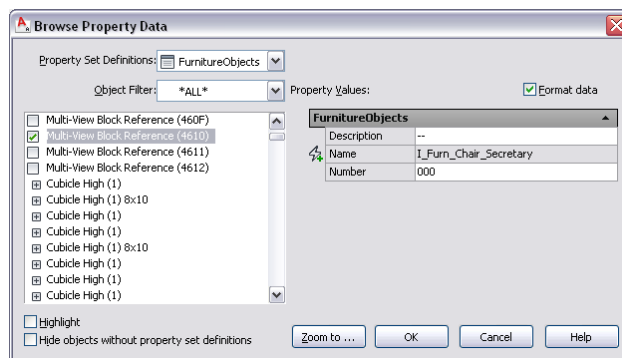 Browse Property Data
Property Set Definitions: FurnitureObjects
Object Filter: *ALL*
Property Values:
Format data
Multi-View Block Reference (460F)
Multi-View Block Reference (4610)
Multi-View Block Reference (4611)
Multi-View Block Reference (4612)
Cubicle High (1)
Cubicle High (1) 8x10
Cubicle High (1)
Cubicle High (1)
Cubicle High (1) 8x10
Cubicle High (1)
Cubicle High (1)
Cubicle High (1)
FurnitureObjects
Description --
Name I_Furn_Chair_Secretary
Number 000
Highlight
Hide objects without property set definitions
Zoom to ...
OK
Cancel
Help